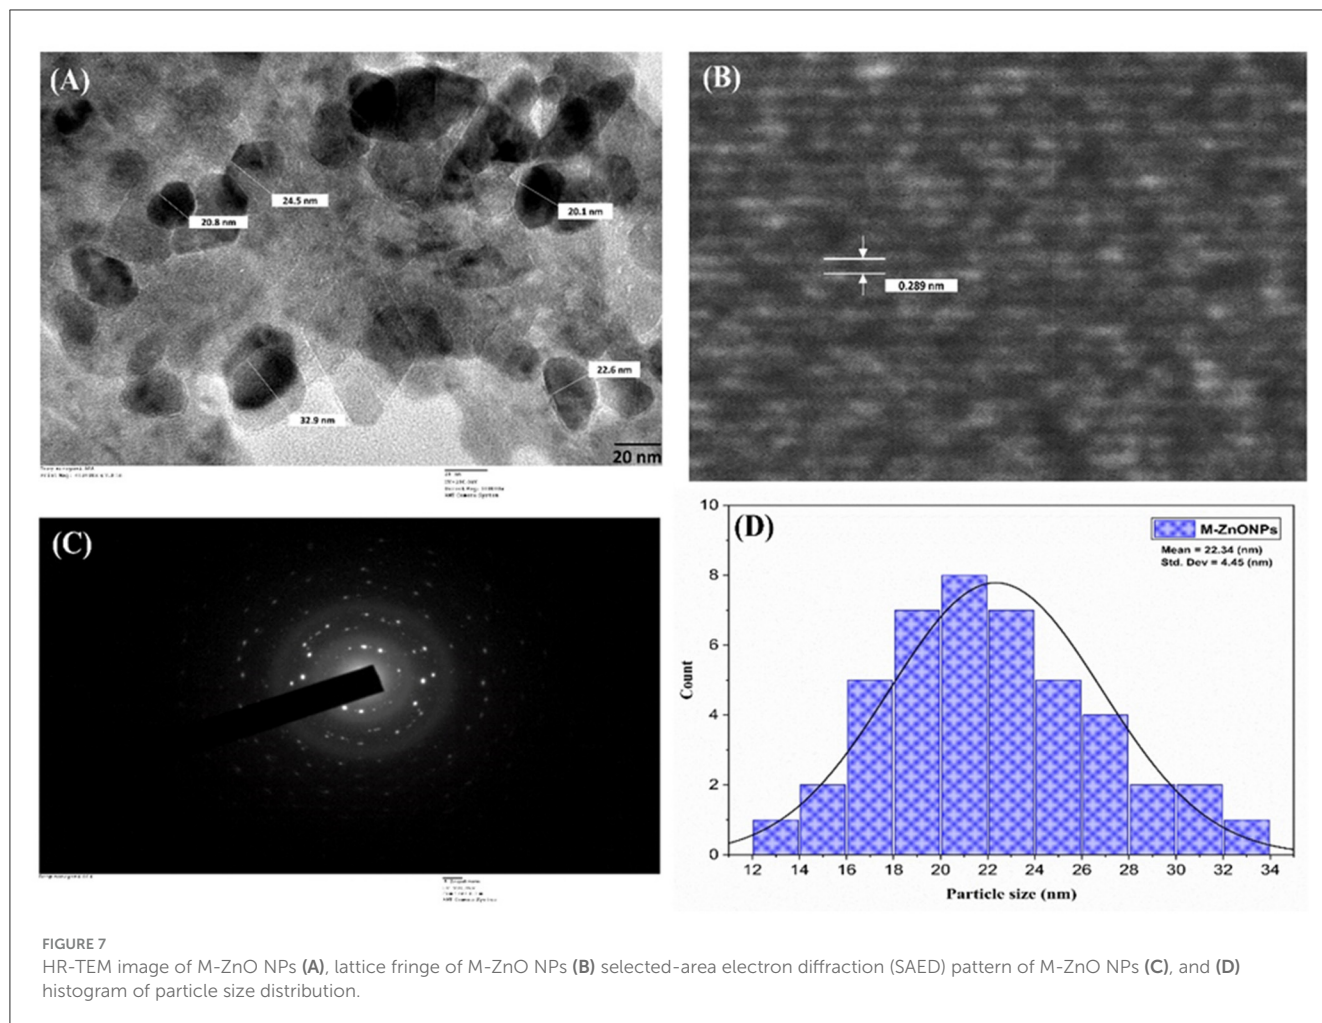 (A)
24.5 nm
20.8 nm
20.1 nm
22.6 nm
32.9 nm
20 nm
(B)
0.289 nm
(C)
(D)
M-ZnONPs
Mean = 22.34 (nm)
Std. Dev = 4.45 (nm)
10
8
6
4
2
0
Count
12 14 16 18 20 22 24 26 28 30 32 34
Particle size (nm)
FIGURE 7
HR-TEM image of M-ZnO NPs (A), lattice fringe of M-ZnO NPs (B) selected-area electron diffraction (SAED) pattern of M-ZnO NPs (C), and (D)
histogram of particle size distribution.